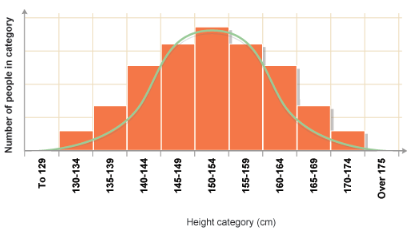 Number of people in category
To 129
130-134
135-139
140-144
145-149
150-154
155-159
160-164
165-169
170-174
Over 175
Height category (cm)